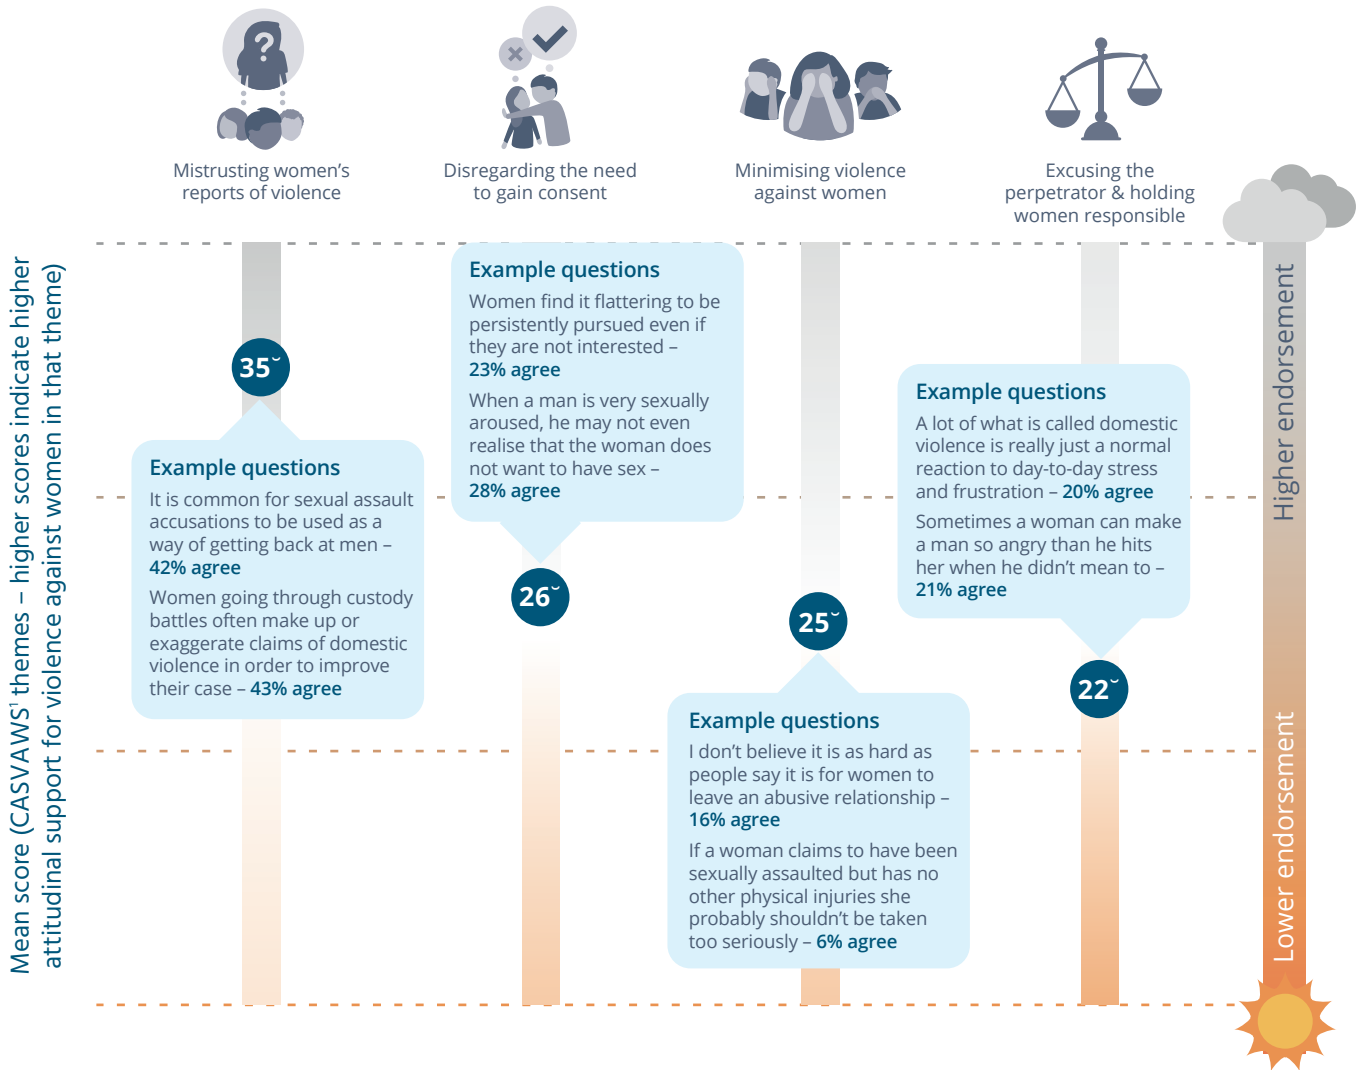 ?
Mistrusting women’s
reports of violence
Disregarding the need
to gain consent
Minimising violence
against women
Excusing the
perpetrator & holding
women responsible
Mean score (CASVAWS¹ themes – higher scores indicate higher
attitudinal support for violence against women in that theme)
35˘
Example questions
It is common for sexual assault
accusations to be used as a
way of getting back at men –
42% agree
Women going through custody
battles often make up or
exaggerate claims of domestic
violence in order to improve
their case – 43% agree
Example questions
Women find it flattering to be
persistently pursued even if
they are not interested –
23% agree
When a man is very sexually
aroused, he may not even
realise that the woman does
not want to have sex –
28% agree
26˘
25˘
Example questions
I don’t believe it is as hard as
people say it is for women to
leave an abusive relationship –
16% agree
If a woman claims to have been
sexually assaulted but has no
other physical injuries she
probably shouldn’t be taken
too seriously – 6% agree
Example questions
A lot of what is called domestic
violence is really just a normal
reaction to day-to-day stress
and frustration – 20% agree
Sometimes a woman can make
a man so angry than he hits
her when he didn’t mean to –
21% agree
22˘
Higher endorsement
Lower endorsement